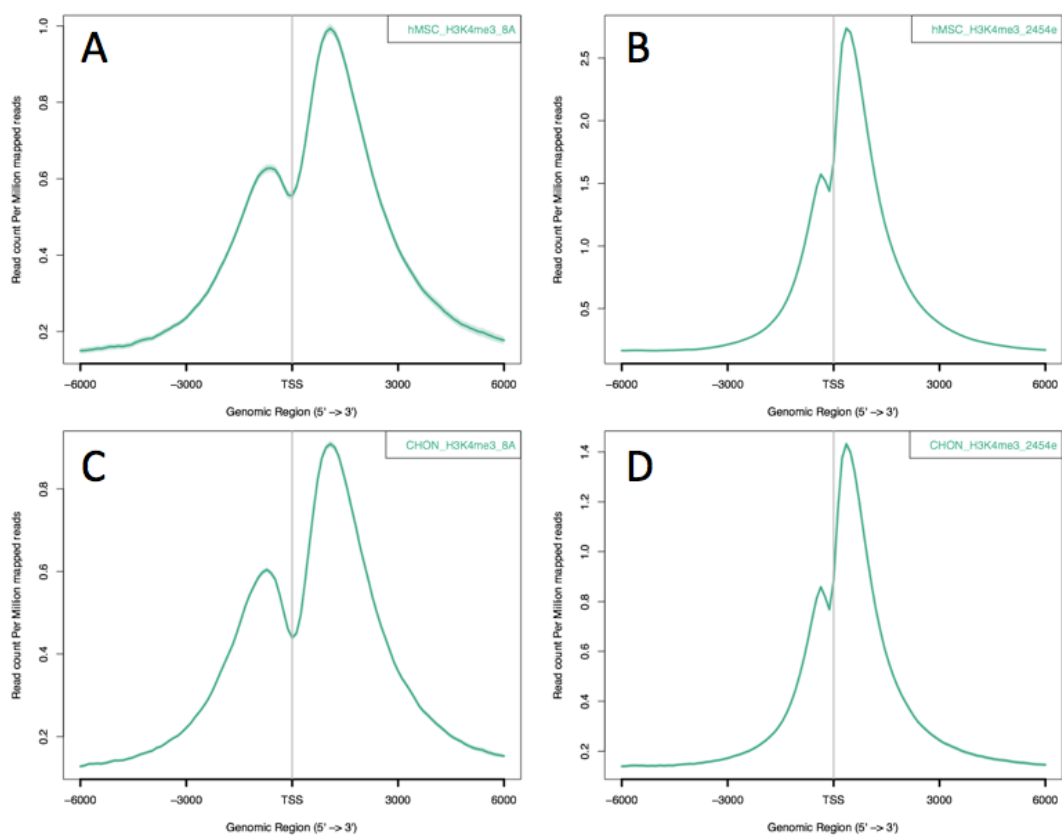 A
hMSC_H3K4me3_8A
Read count Per Million mapped reads
1.0
0.8
0.6
0.4
0.2
−6000 −3000 TSS 3000 6000
Genomic Region (5' −> 3')
B
hMSC_H3K4me3_2454e
Read count Per Million mapped reads
2.5
2.0
1.5
1.0
0.5
−6000 −3000 TSS 3000 6000
Genomic Region (5' −> 3')
C
CHON_H3K4me3_8A
Read count Per Million mapped reads
0.8
0.6
0.4
0.2
−6000 −3000 TSS 3000 6000
Genomic Region (5' −> 3')
D
CHON_H3K4me3_2454e
Read count Per Million mapped reads
1.4
1.2
1.0
0.8
0.6
0.4
0.2
−6000 −3000 TSS 3000 6000
Genomic Region (5' −> 3')